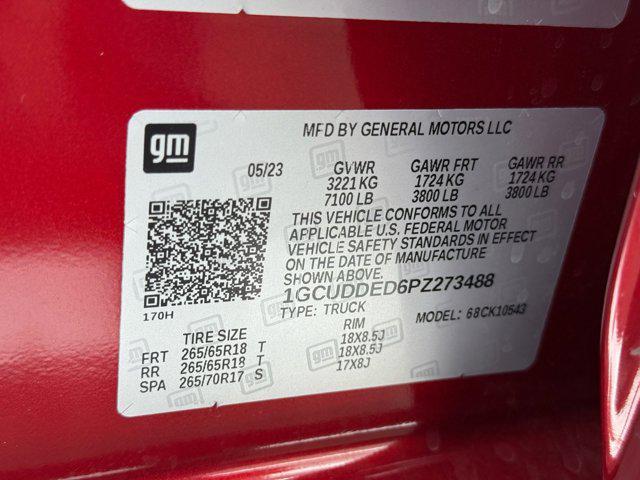 gm
MFD BY GENERAL MOTORS LLC
05/23 GVWR GAWR FRT GAWR RR
3221 KG 1724 KG 1724 KG
7100 LB 3800 LB 3800 LB
THIS VEHICLE CONFORMS TO ALL
APPLICABLE U.S. FEDERAL MOTOR
VEHICLE SAFETY STANDARDS IN EFFECT
ON THE DATE OF MANUFACTURE
SHOWN ABOVE.
1GCUDDED6PZ273488
170H
TYPE: TRUCK MODEL: 68CK10543
TIRE SIZE RIM
FRT 265/65R18 T 18X8.5J
RR 265/65R18 T 18X8.5J
SPA 265/70R17 S 17X8J